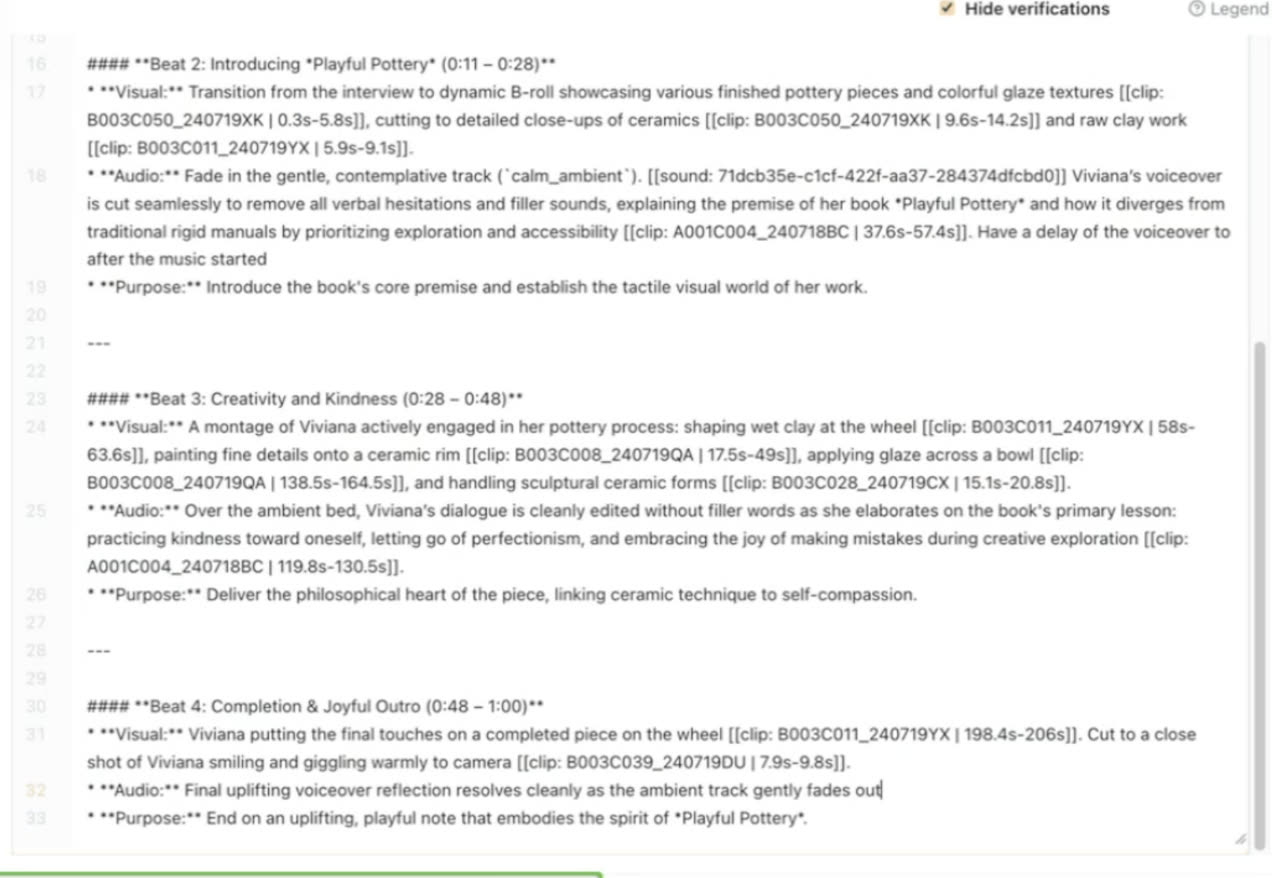 Hide verifications
Legend
15
16 #### **Beat 2: Introducing *Playful Pottery* (0:11 – 0:28)**
17 * **Visual:** Transition from the interview to dynamic B-roll showcasing various finished pottery pieces and colorful glaze textures [[clip:
B003C050_240719XK | 0.3s-5.8s]], cutting to detailed close-ups of ceramics [[clip: B003C050_240719XK | 9.6s-14.2s]] and raw clay work
[[clip: B003C011_240719YX | 5.9s-9.1s]].
18 * **Audio:** Fade in the gentle, contemplative track (`calm_ambient`). [[sound: 71dcb35e-c1cf-422f-aa37-284374dfcbd0]] Viviana's voiceover
is cut seamlessly to remove all verbal hesitations and filler sounds, explaining the premise of her book *Playful Pottery* and how it diverges from
traditional rigid manuals by prioritizing exploration and accessibility [[clip: A001C004_240718BC | 37.6s-57.4s]]. Have a delay of the voiceover to
after the music started
19 * **Purpose:** Introduce the book's core premise and establish the tactile visual world of her work.
20
21 ---
22
23 #### **Beat 3: Creativity and Kindness (0:28 – 0:48)**
24 * **Visual:** A montage of Viviana actively engaged in her pottery process: shaping wet clay at the wheel [[clip: B003C011_240719YX | 58s-
63.6s]], painting fine details onto a ceramic rim [[clip: B003C008_240719QA | 17.5s-49s]], applying glaze across a bowl [[clip:
B003C008_240719QA | 138.5s-164.5s]], and handling sculptural ceramic forms [[clip: B003C028_240719CX | 15.1s-20.8s]].
25 * **Audio:** Over the ambient bed, Viviana's dialogue is cleanly edited without filler words as she elaborates on the book's primary lesson:
practicing kindness toward oneself, letting go of perfectionism, and embracing the joy of making mistakes during creative exploration [[clip:
A001C004_240718BC | 119.8s-130.5s]].
26 * **Purpose:** Deliver the philosophical heart of the piece, linking ceramic technique to self-compassion.
27
28 ---
29
30 #### **Beat 4: Completion & Joyful Outro (0:48 – 1:00)**
31 * **Visual:** Viviana putting the final touches on a completed piece on the wheel [[clip: B003C011_240719YX | 198.4s-206s]]. Cut to a close
shot of Viviana smiling and giggling warmly to camera [[clip: B003C039_240719DU | 7.9s-9.8s]].
32 * **Audio:** Final uplifting voiceover reflection resolves cleanly as the ambient track gently fades out
33 * **Purpose:** End on an uplifting, playful note that embodies the spirit of *Playful Pottery*.